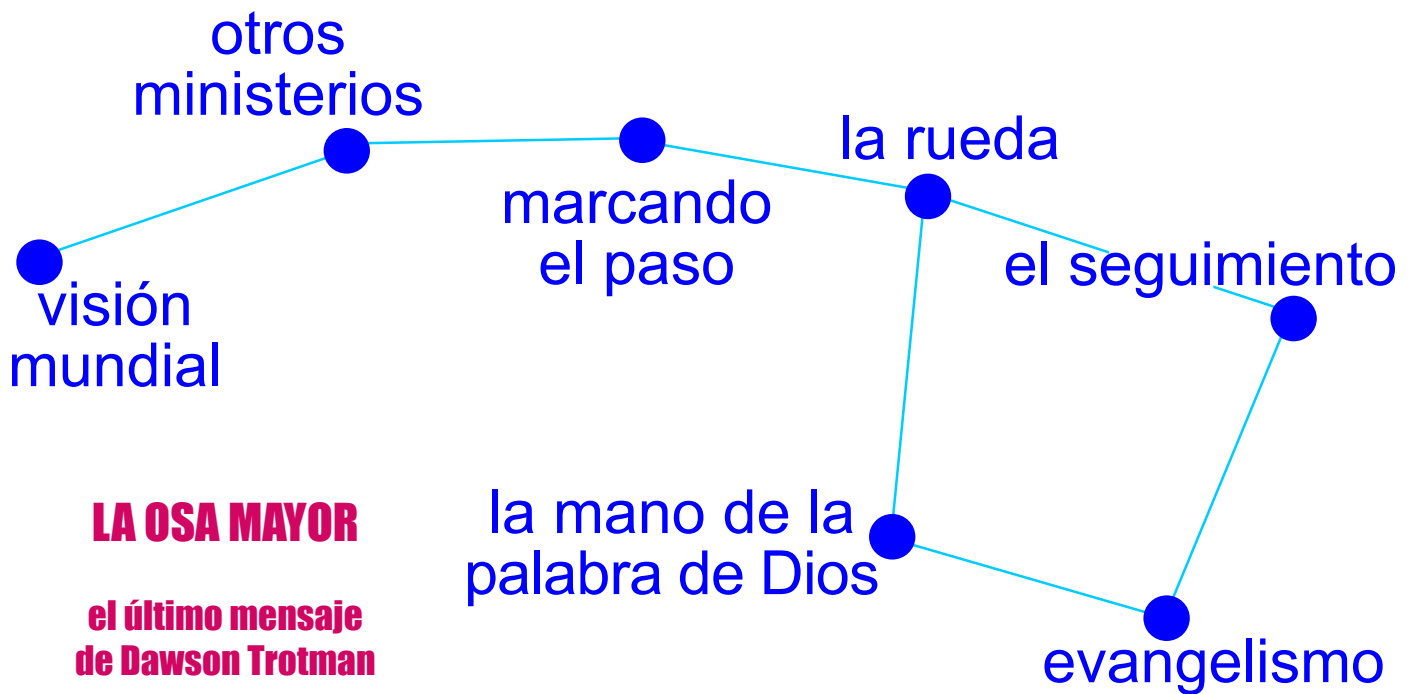 otros
ministerios
la rueda
marcando
el paso
el seguimiento
visión
mundial
la mano de la
palabra de Dios
LA OSA MAYOR
el último mensaje
de Dawson Trotman
evangelismo